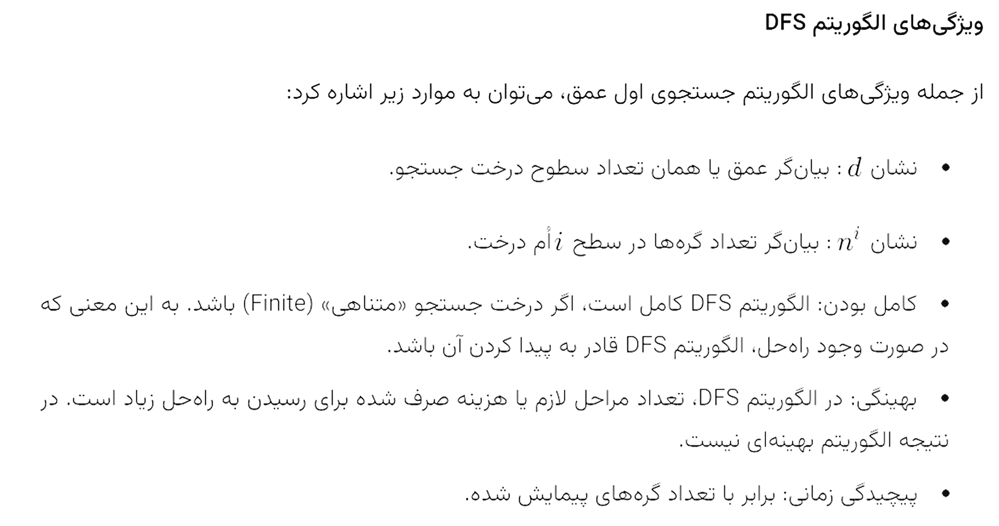 ویژگی‌های الگوریتم DFS
از جمله ویژگی‌های الگوریتم جستجوی اول عمق، می‌توان به موارد زیر اشاره کرد:
• نشان d : بیان‌گر عمق یا همان تعداد سطوح درخت جستجو.
• نشان nⁱ : بیان‌گر تعداد گره‌ها در سطح i اُم درخت.
• کامل بودن: الگوریتم DFS کامل است، اگر درخت جستجو «متناهی» (Finite) باشد. به این معنی که
در صورت وجود راه‌حل، الگوریتم DFS قادر به پیدا کردن آن باشد.
• بهینگی: در الگوریتم DFS، تعداد مراحل لازم یا هزینه صرف شده برای رسیدن به راه‌حل زیاد است. در
نتیجه الگوریتم بهینه‌ای نیست.
• پیچیدگی زمانی: برابر با تعداد گره‌های پیمایش شده.